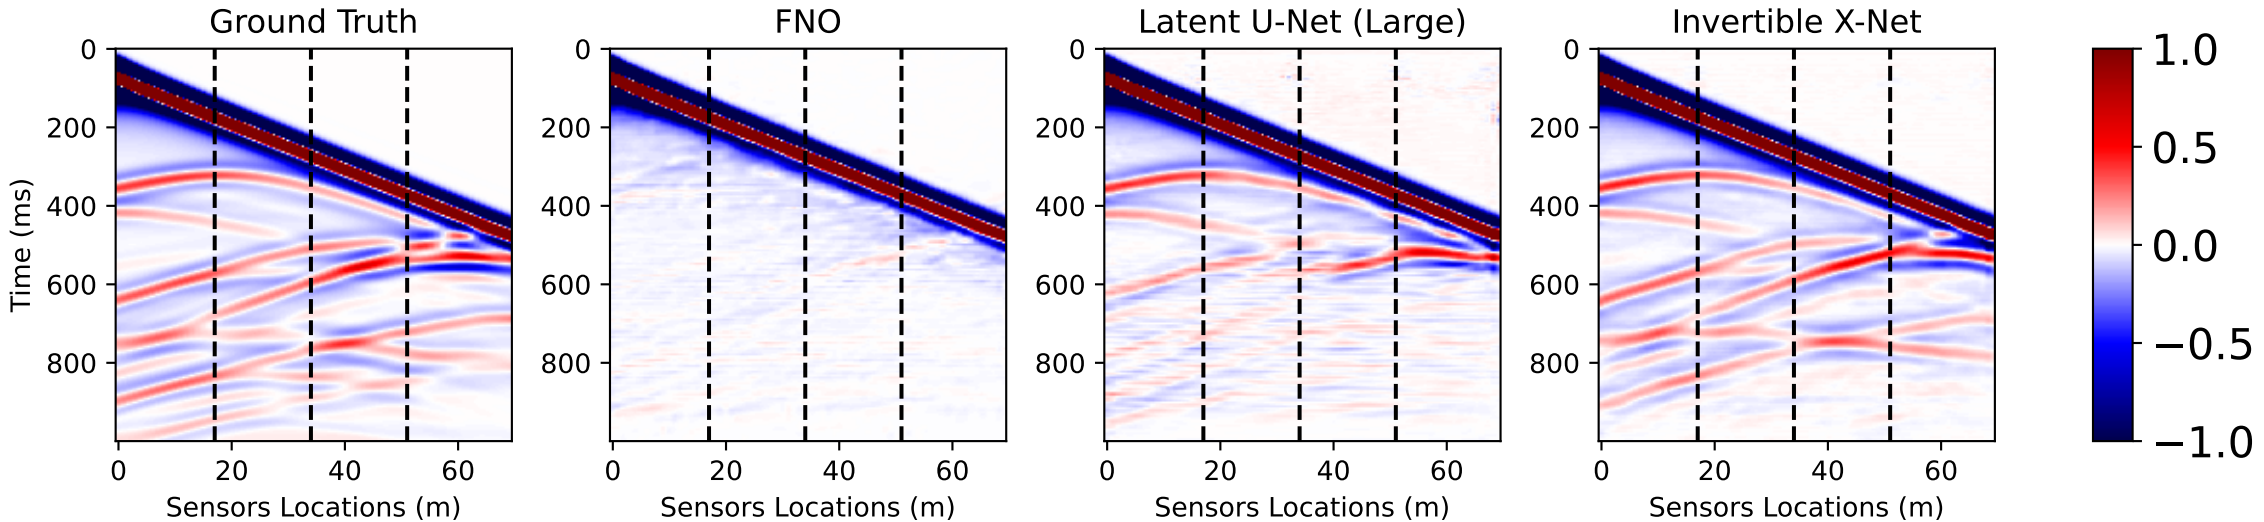 Ground Truth
FNO
Latent U-Net (Large)
Invertible X-Net
Time (ms)
0
200
400
600
800
0
200
400
600
800
0
200
400
600
800
0
200
400
600
800
0 20 40 60
0 20 40 60
0 20 40 60
0 20 40 60
Sensors Locations (m)
Sensors Locations (m)
Sensors Locations (m)
Sensors Locations (m)
1.0
0.5
0.0
−0.5
−1.0